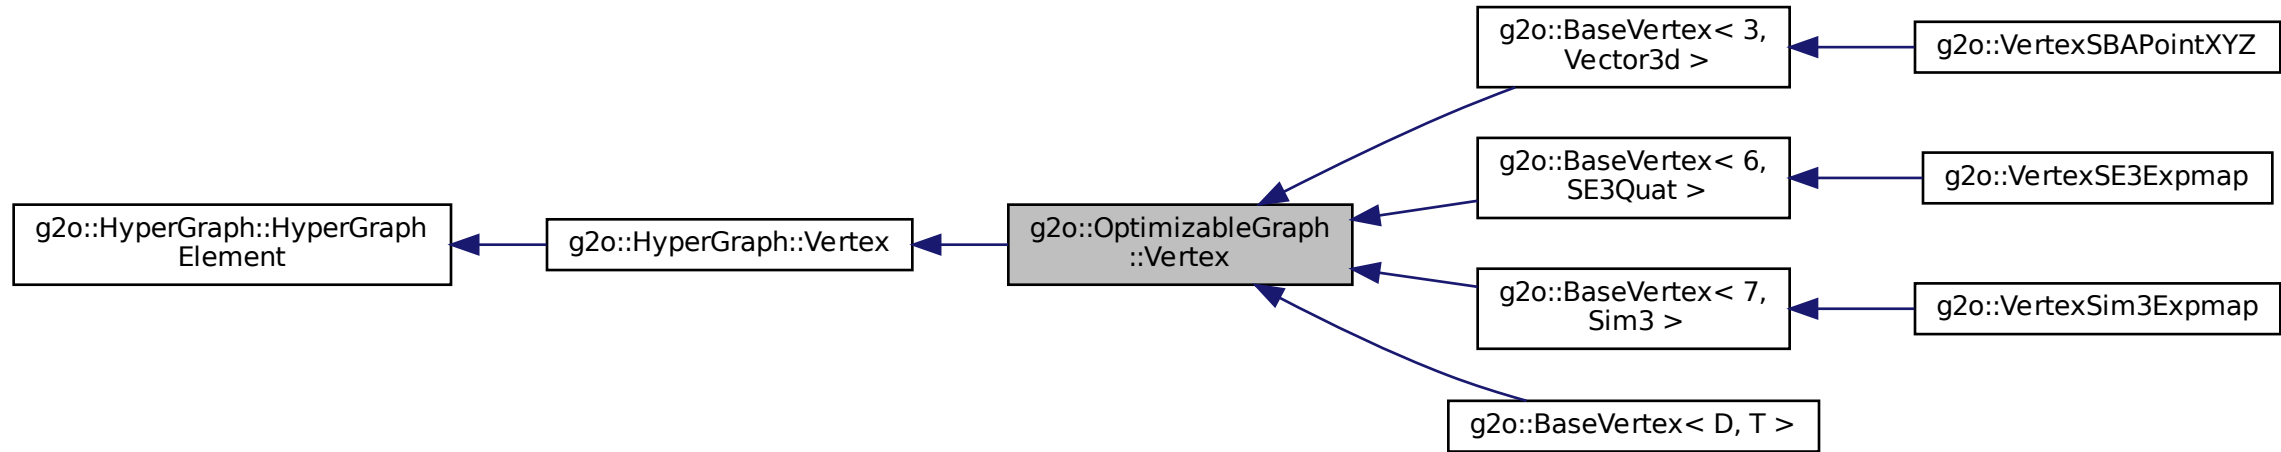 g2o::HyperGraph::HyperGraph
Element
g2o::HyperGraph::Vertex
g2o::OptimizableGraph
::Vertex
g2o::BaseVertex< 3,
Vector3d >
g2o::VertexSBAPointXYZ
g2o::BaseVertex< 6,
SE3Quat >
g2o::VertexSE3Expmap
g2o::BaseVertex< 7,
Sim3 >
g2o::VertexSim3Expmap
g2o::BaseVertex< D, T >